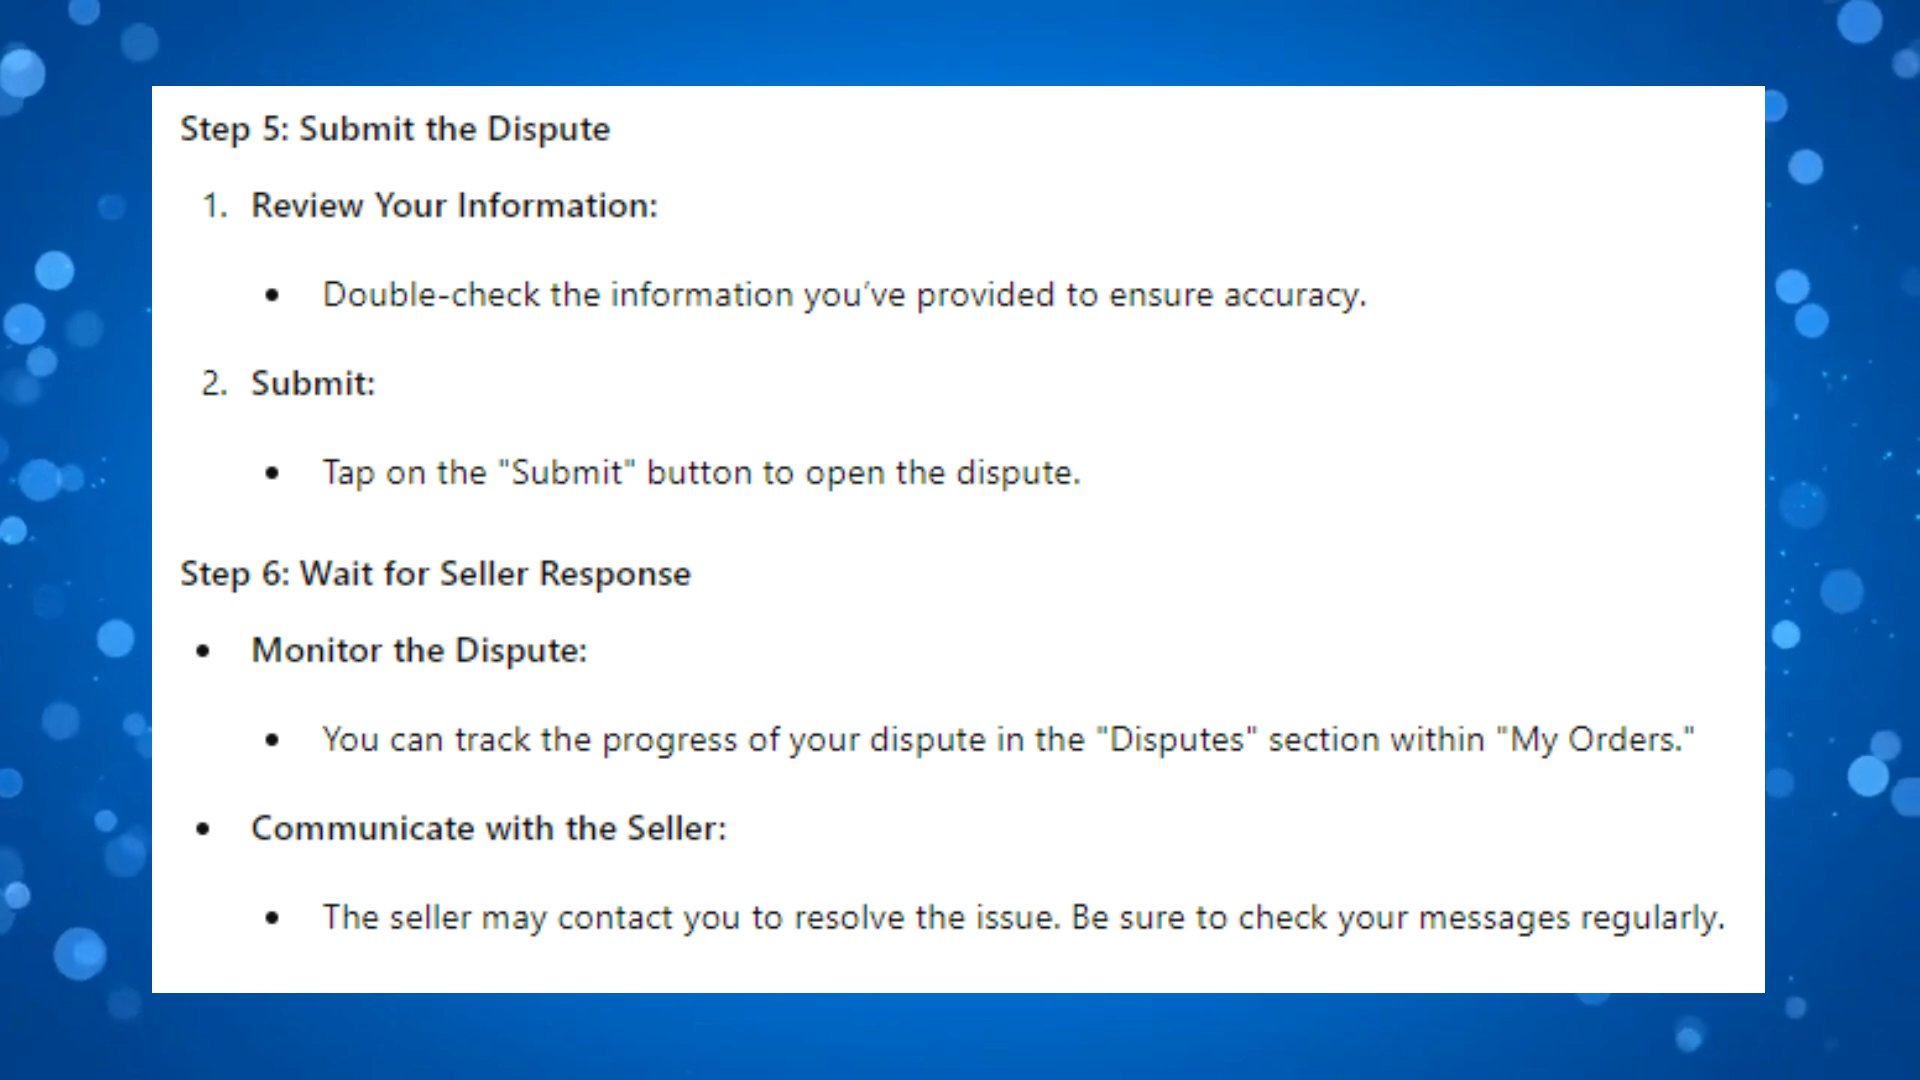 Step 5: Submit the Dispute
1. Review Your Information:
• Double-check the information you’ve provided to ensure accuracy.
2. Submit:
• Tap on the "Submit" button to open the dispute.
Step 6: Wait for Seller Response
• Monitor the Dispute:
• You can track the progress of your dispute in the "Disputes" section within "My Orders."
• Communicate with the Seller:
• The seller may contact you to resolve the issue. Be sure to check your messages regularly.